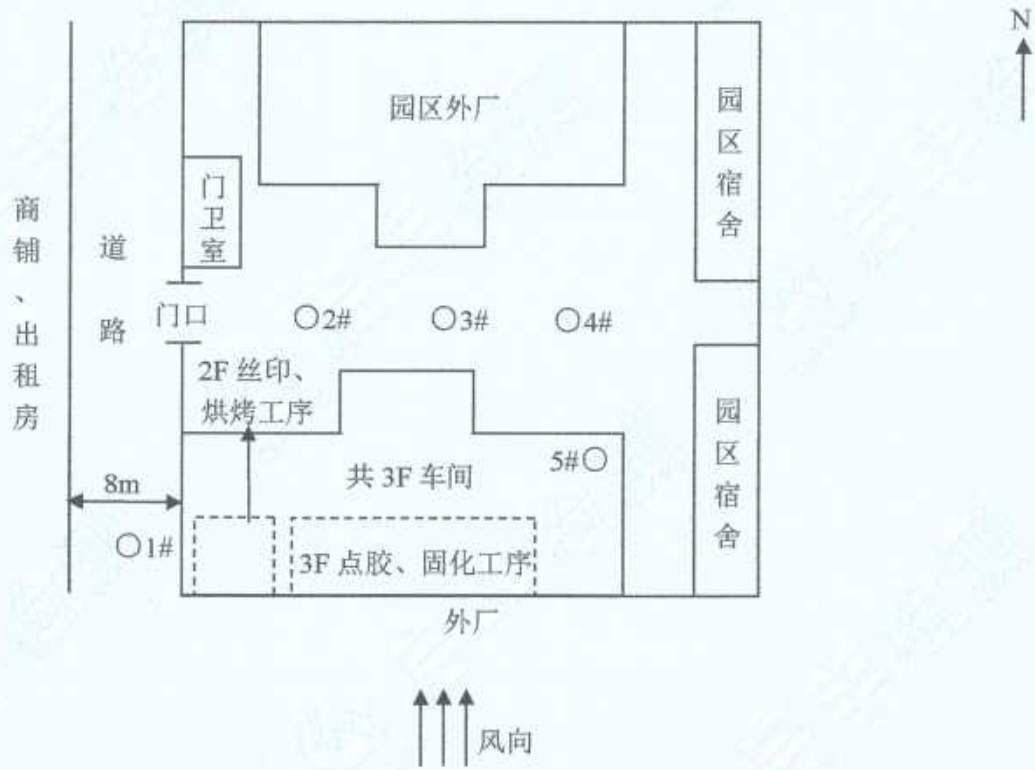 N
园区外厂
园区宿舍
门卫室
商铺、出租房
道路
门口
○2#
○3#
○4#
2F 丝印、
烘烤工序
园区宿舍
共 3F 车间
5#○
8m
○1#
3F 点胶、固化工序
外厂
风向